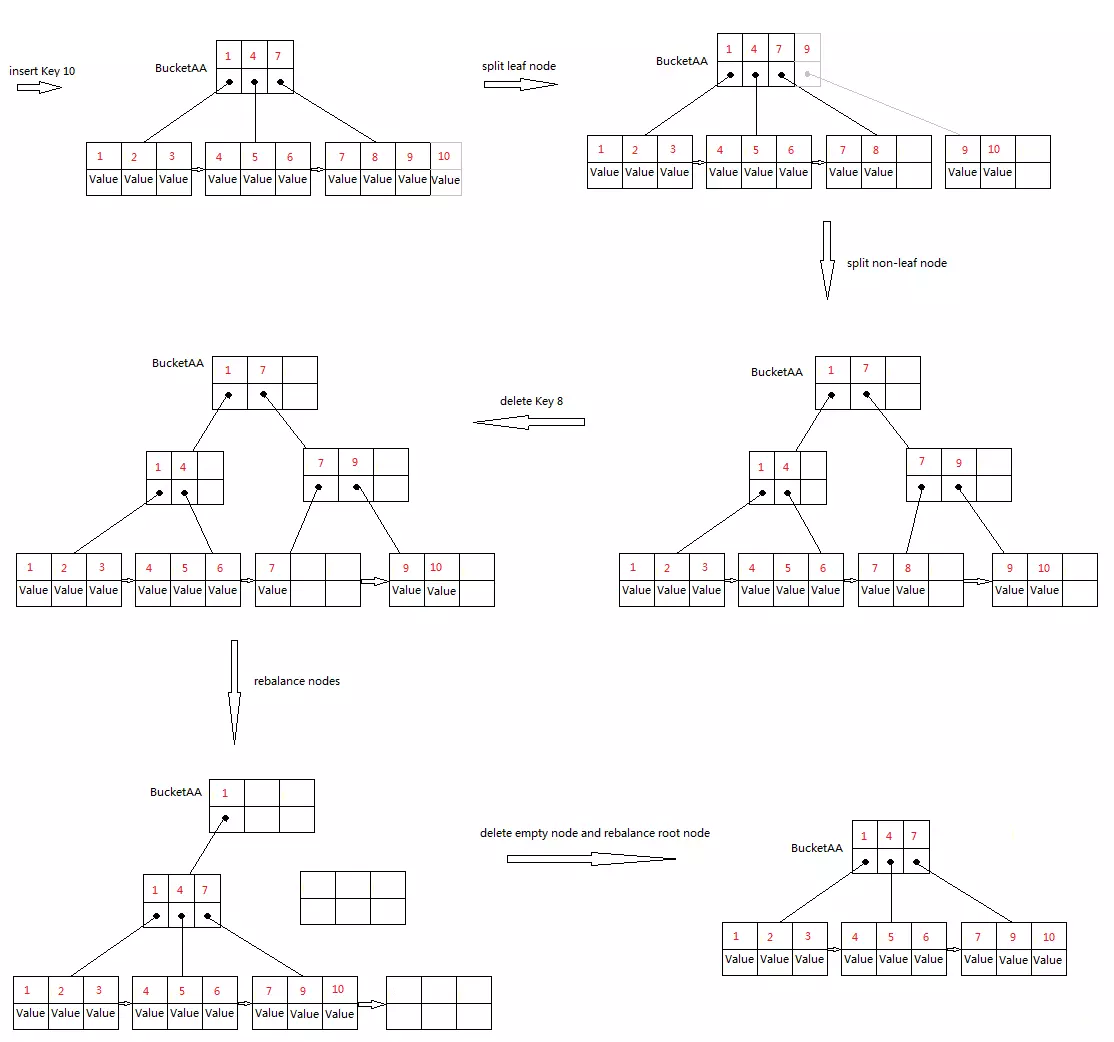 insert Key 10
BucketAA
1 4 7
1 2 3 4 5 6 7 8 9 10
Value Value Value Value Value Value Value Value Value Value
split leaf node
BucketAA
1 4 7 9
1 2 3 4 5 6 7 8 9 10
Value Value Value Value Value Value Value Value Value Value
split non-leaf node
BucketAA
1 7
1 4 7 9
1 2 3 4 5 6 7 8 9 10
Value Value Value Value Value Value Value Value Value Value
delete Key 8
BucketAA
1 7
1 4 7 9
1 2 3 4 5 6 7 9 10
Value Value Value Value Value Value Value Value Value
rebalance nodes
BucketAA
1
1 4 7
1 2 3 4 5 6 7 9 10
Value Value Value Value Value Value Value Value Value
delete empty node and rebalance root node
BucketAA
1 4 7
1 2 3 4 5 6 7 9 10
Value Value Value Value Value Value Value Value Value